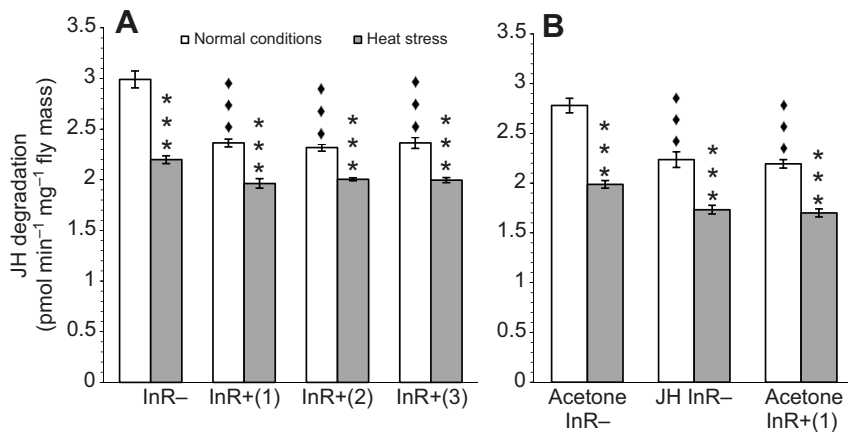 A
Normal conditions Heat stress
JH degradation
(pmol min–1 mg–1 fly mass)
3.5
3
2.5
2
1.5
1
0.5
0
InR– InR+(1) InR+(2) InR+(3)
B
3.5
3
2.5
2
1.5
1
0.5
0
Acetone JH InR– Acetone
InR– InR+(1)